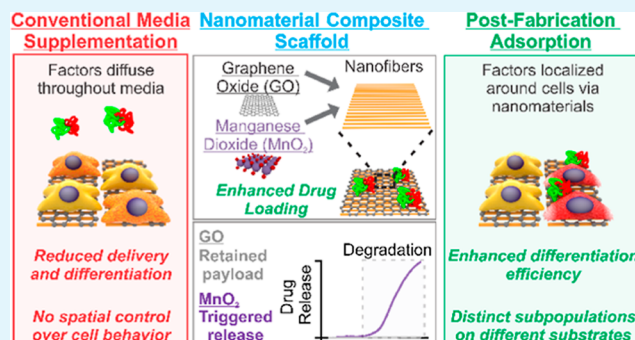 Conventional Media
Supplementation
Factors diffuse
throughout media
Reduced delivery
and differentiation
No spatial control
over cell behavior
Nanomaterial Composite
Scaffold
Graphene
Oxide (GO)
Nanofibers
Manganese
Dioxide (MnO₂)
Enhanced Drug
Loading
GO
Retained
payload
MnO₂
Triggered
release
Degradation
Drug
Release
Post-Fabrication
Adsorption
Factors localized
around cells via
nanomaterials
Enhanced differentiation
efficiency
Distinct subpopulations
on different substrates